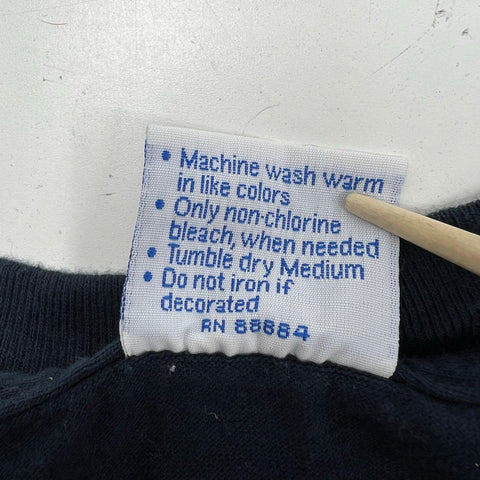 • Machine wash warm
in like colors
• Only non-chlorine
bleach, when needed
• Tumble dry Medium
• Do not iron if
decorated
RN 88884